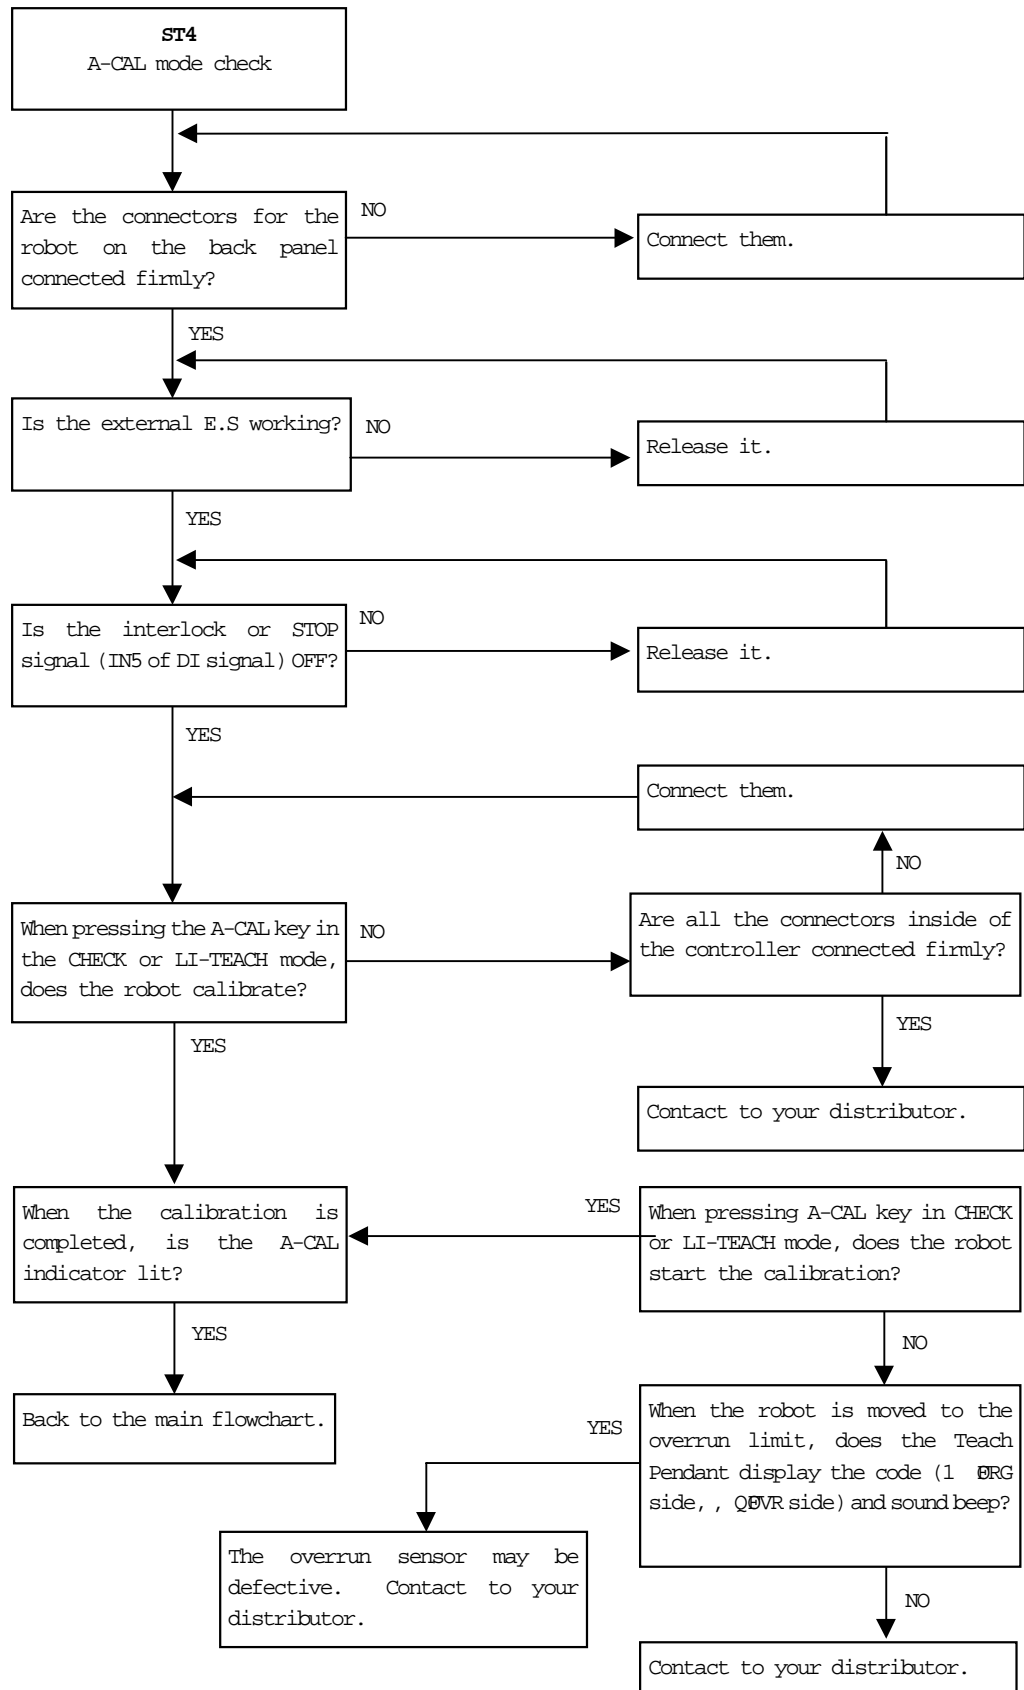 ST4
A-CAL mode check
Are the connectors for the
robot on the back panel
connected firmly?
NO
Connect them.
YES
Is the external E.S working?
NO
Release it.
YES
Is the interlock or STOP
signal (IN5 of DI signal) OFF?
NO
Release it.
YES
Connect them.
NO
When pressing the A-CAL key in
the CHECK or LI-TEACH mode,
does the robot calibrate?
NO
Are all the connectors inside of
the controller connected firmly?
YES
YES
Contact to your distributor.
When the calibration is
completed, is the A-CAL
indicator lit?
YES
When pressing A-CAL key in CHECK
or LI-TEACH mode, does the robot
start the calibration?
YES
NO
Back to the main flowchart.
YES
When the robot is moved to the
overrun limit, does the Teach
Pendant display the code (1
side, , side) and sound beep?
The overrun sensor may be
defective. Contact to your
distributor.
NO
Contact to your distributor.